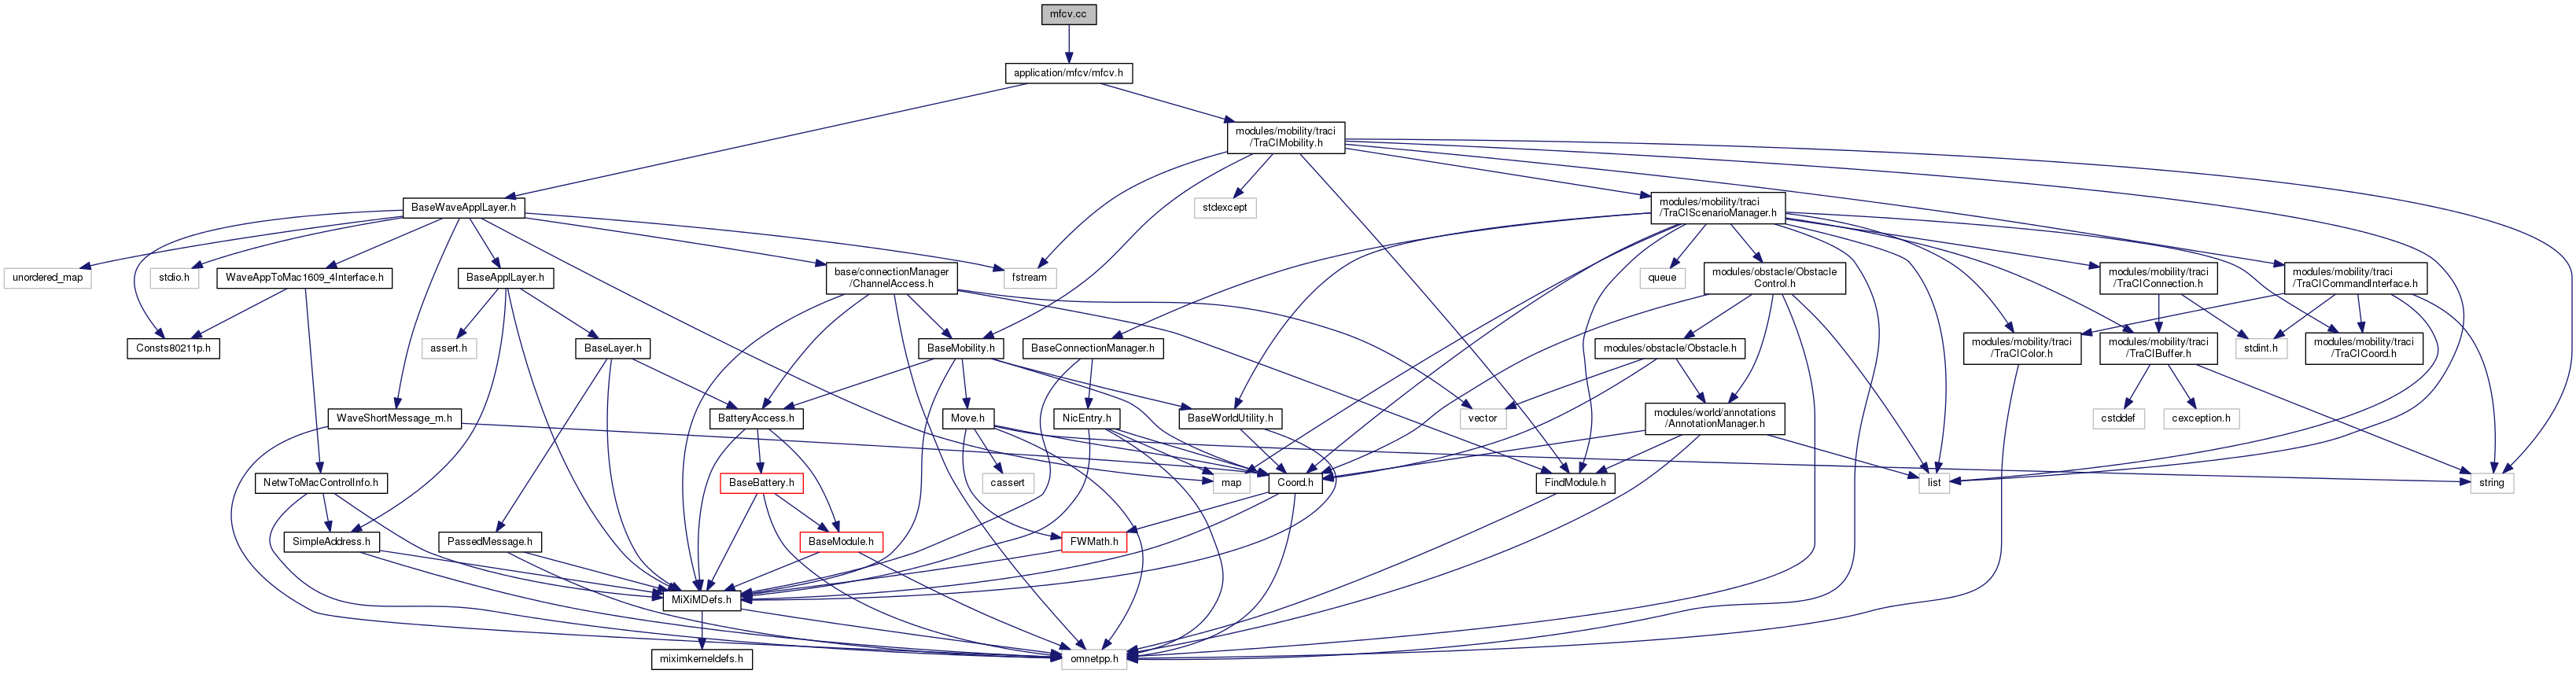 mfcv.cc
application/mfcv/mfcv.h
modules/mobility/traci
/TraCIMobility.h
BaseWaveApplLayer.h
stdexcept
modules/mobility/traci
/TraCIScenarioManager.h
unordered_map
stdio.h
WaveAppToMac1609_4Interface.h
BaseApplLayer.h
base/connectionManager
/ChannelAccess.h
fstream
queue
modules/obstacle/Obstacle
Control.h
modules/mobility/traci
/TraCIConnection.h
modules/mobility/traci
/TraCICommandInterface.h
Consts80211p.h
assert.h
BaseLayer.h
BaseMobility.h
BaseConnectionManager.h
modules/obstacle/Obstacle.h
modules/mobility/traci
/TraCIColor.h
modules/mobility/traci
/TraCIBuffer.h
stdint.h
modules/mobility/traci
/TraCICoord.h
WaveShortMessage_m.h
BatteryAccess.h
Move.h
NicEntry.h
BaseWorldUtility.h
vector
modules/world/annotations
/AnnotationManager.h
cstddef
cexception.h
NetwToMacControlInfo.h
BaseBattery.h
cassert
map
Coord.h
FindModule.h
list
string
SimpleAddress.h
PassedMessage.h
BaseModule.h
FWMath.h
MiXiMDefs.h
miximkerneldefs.h
omnetpp.h